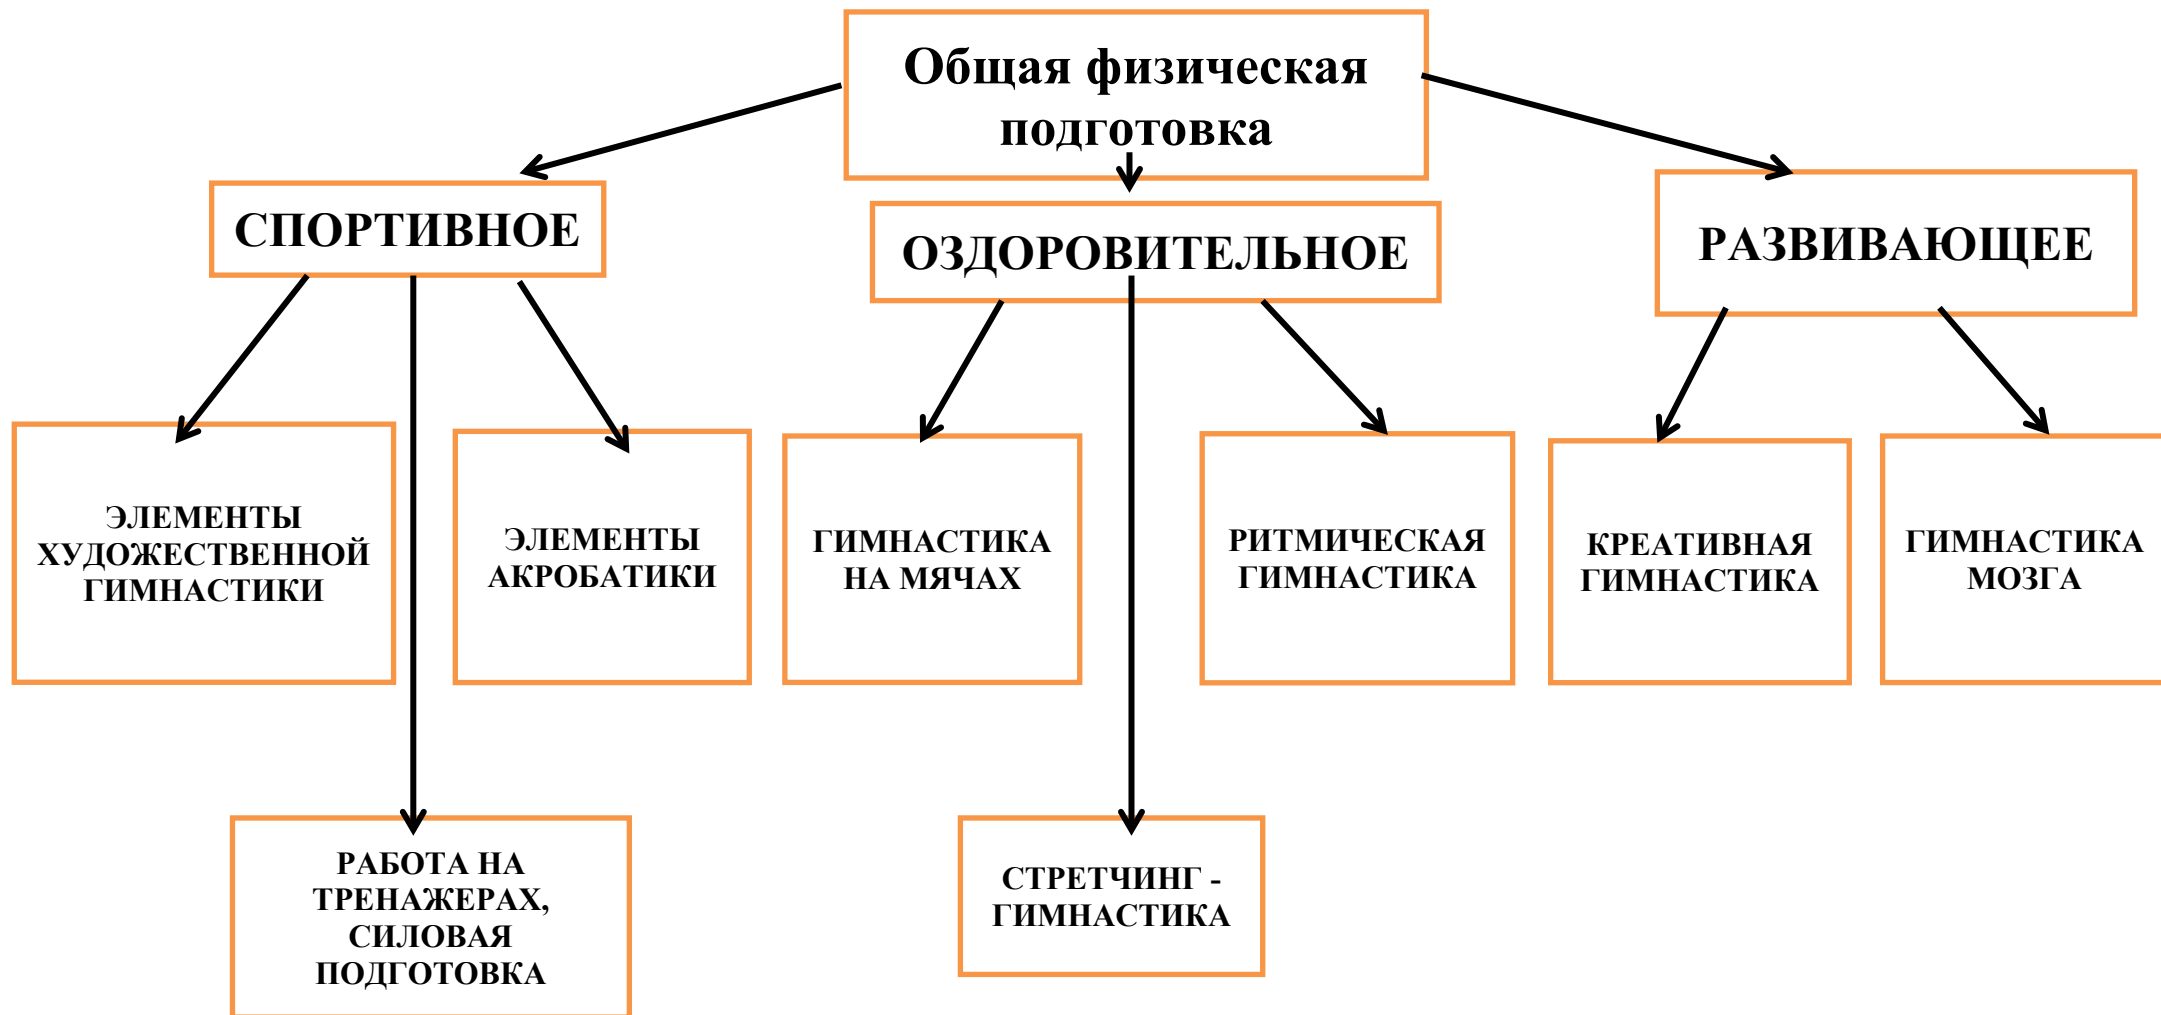 Общая физическая
подготовка
СПОРТИВНОЕ
ОЗДОРОВИТЕЛЬНОЕ
РАЗВИВАЮЩЕЕ
ЭЛЕМЕНТЫ
ХУДОЖЕСТВЕННОЙ
ГИМНАСТИКИ
ЭЛЕМЕНТЫ
АКРОБАТИКИ
ГИМНАСТИКА
НА МЯЧАХ
РИТМИЧЕСКАЯ
ГИМНАСТИКА
КРЕАТИВНАЯ
ГИМНАСТИКА
ГИМНАСТИКА
МОЗГА
РАБОТА НА
ТРЕНАЖЕРАХ,
СИЛОВАЯ
ПОДГОТОВКА
СТРЕТЧИНГ -
ГИМНАСТИКА